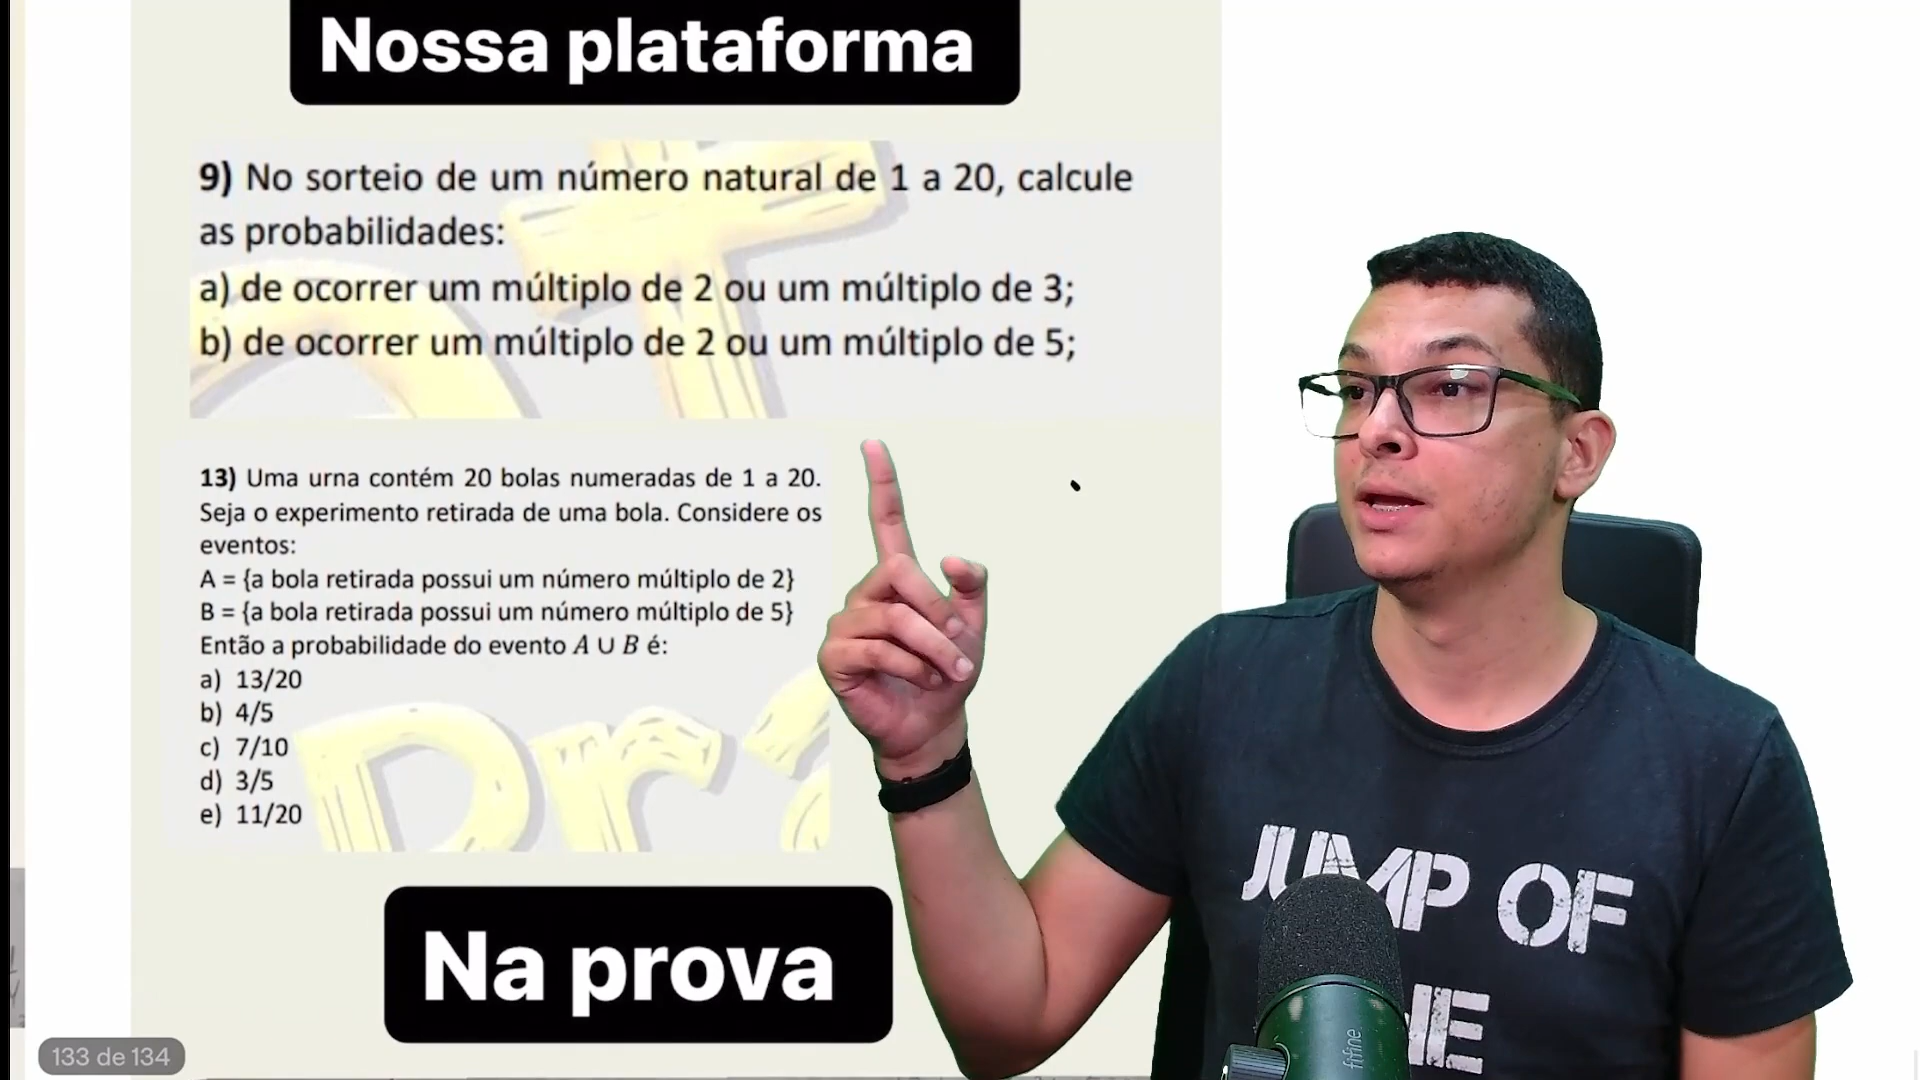 Nossa plataforma
9) No sorteio de um número natural de 1 a 20, calcule
as probabilidades:
a) de ocorrer um múltiplo de 2 ou um múltiplo de 3;
b) de ocorrer um múltiplo de 2 ou um múltiplo de 5;
13) Uma urna contém 20 bolas numeradas de 1 a 20.
Seja o experimento retirada de uma bola. Considere os
eventos:
A = {a bola retirada possui um número múltiplo de 2}
B = {a bola retirada possui um número múltiplo de 5}
Então a probabilidade do evento A ∪ B é:
a) 13/20
b) 4/5
c) 7/10
d) 3/5
e) 11/20
Na prova
133 de 134
JUMP OF
fifine